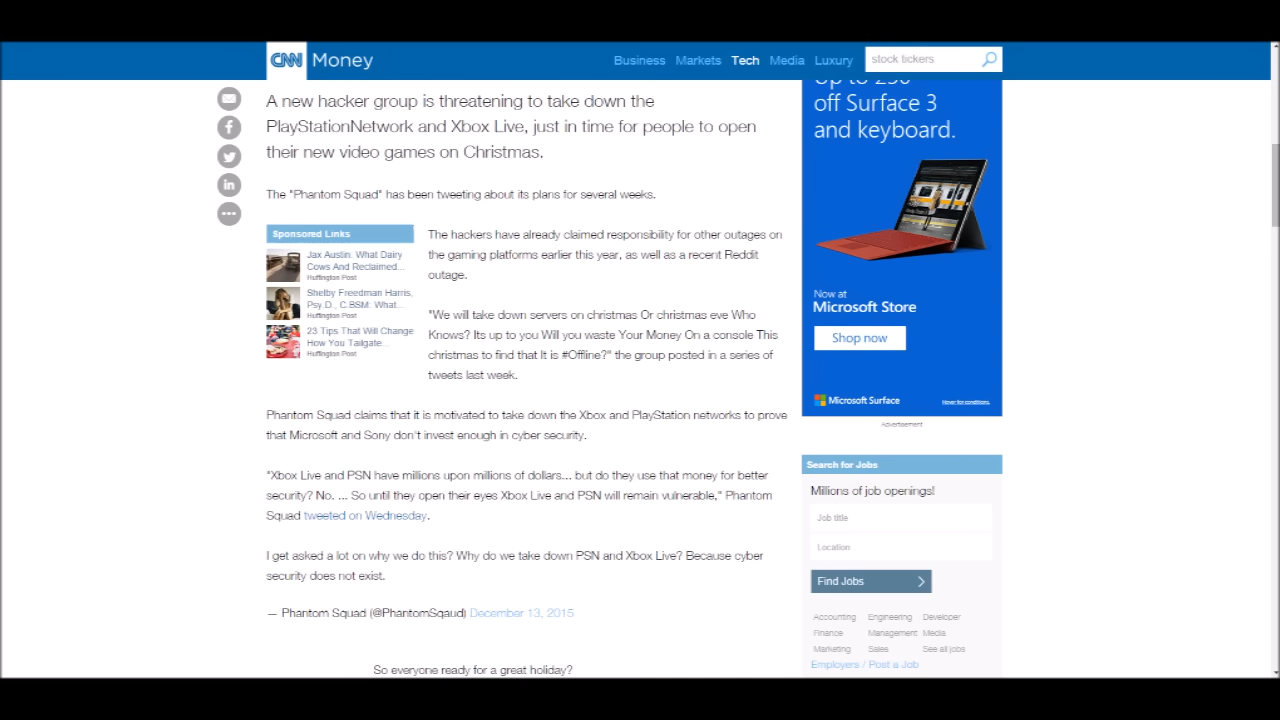 CNN Money
Business Markets Tech Media Luxury
stock tickers
A new hacker group is threatening to take down the
PlayStationNetwork and Xbox Live, just in time for people to open
their new video games on Christmas.
The "Phantom Squad" has been tweeting about its plans for several weeks.
Sponsored Links
Jax Austin: What Dairy
Cows And Reclaimed...
Huffington Post
Shelby Freedman Harris,
Psy.D., C.BSM: What...
Huffington Post
23 Tips That Will Change
How You Tailgate...
Huffington Post
The hackers have already claimed responsibility for other outages on
the gaming platforms earlier this year, as well as a recent Reddit
outage.
"We will take down servers on christmas Or christmas eve Who
Knows? Its up to you Will you waste Your Money On a console This
christmas to find that It is #Offline?" the group posted in a series of
tweets last week.
Phantom Squad claims that it is motivated to take down the Xbox and PlayStation networks to prove
that Microsoft and Sony don't invest enough in cyber security.
"Xbox Live and PSN have millions upon millions of dollars... but do they use that money for better
security? No. ... So until they open their eyes Xbox Live and PSN will remain vulnerable," Phantom
Squad tweeted on Wednesday.
I get asked a lot on why we do this? Why do we take down PSN and Xbox Live? Because cyber
security does not exist.
— Phantom Squad (@PhantomSqaud) December 13, 2015
So everyone ready for a great holiday?
Up to 230
off Surface 3
and keyboard.
Now at
Microsoft Store
Shop now
Microsoft Surface
Hover for conditions.
Advertisement
Search for Jobs
Millions of job openings!
Job title
Location
Find Jobs
Accounting Engineering Developer
Finance Management Media
Marketing Sales See all jobs
Employers / Post a Job